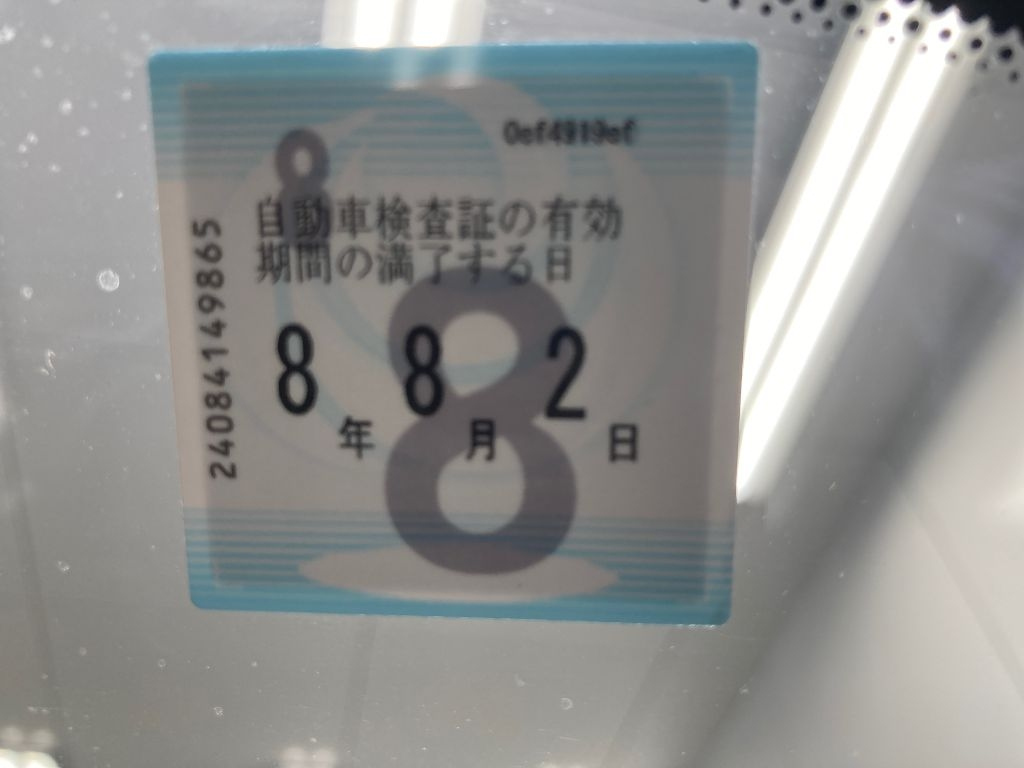 0ef4919ef
8
自動車検査証の有効
期間の満了する日
8年 8月 2日
8
240841149865